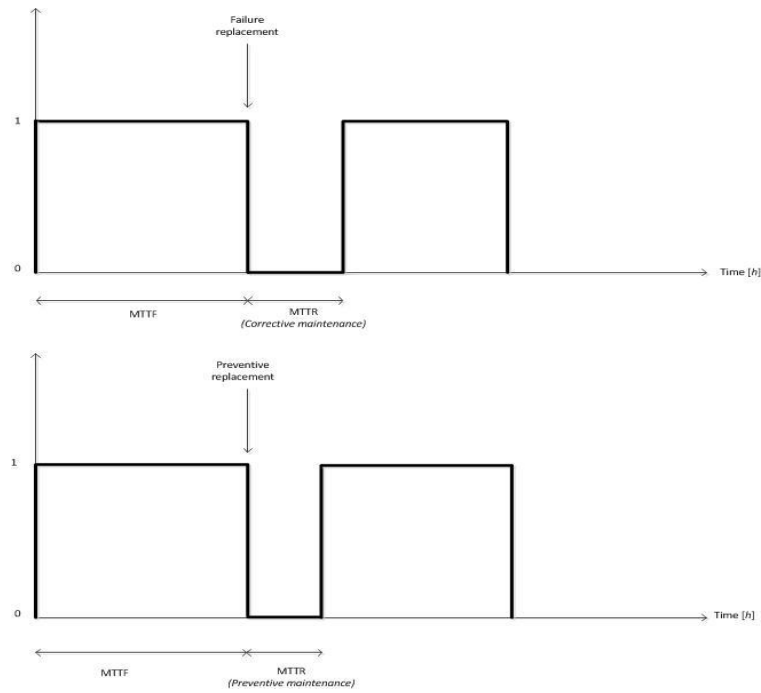 Failure
replacement
1
0
Time [h]
MTTF
MTTR
(Corrective maintenance)
Preventive
replacement
1
0
Time [h]
MTTF
MTTR
(Preventive maintenance)